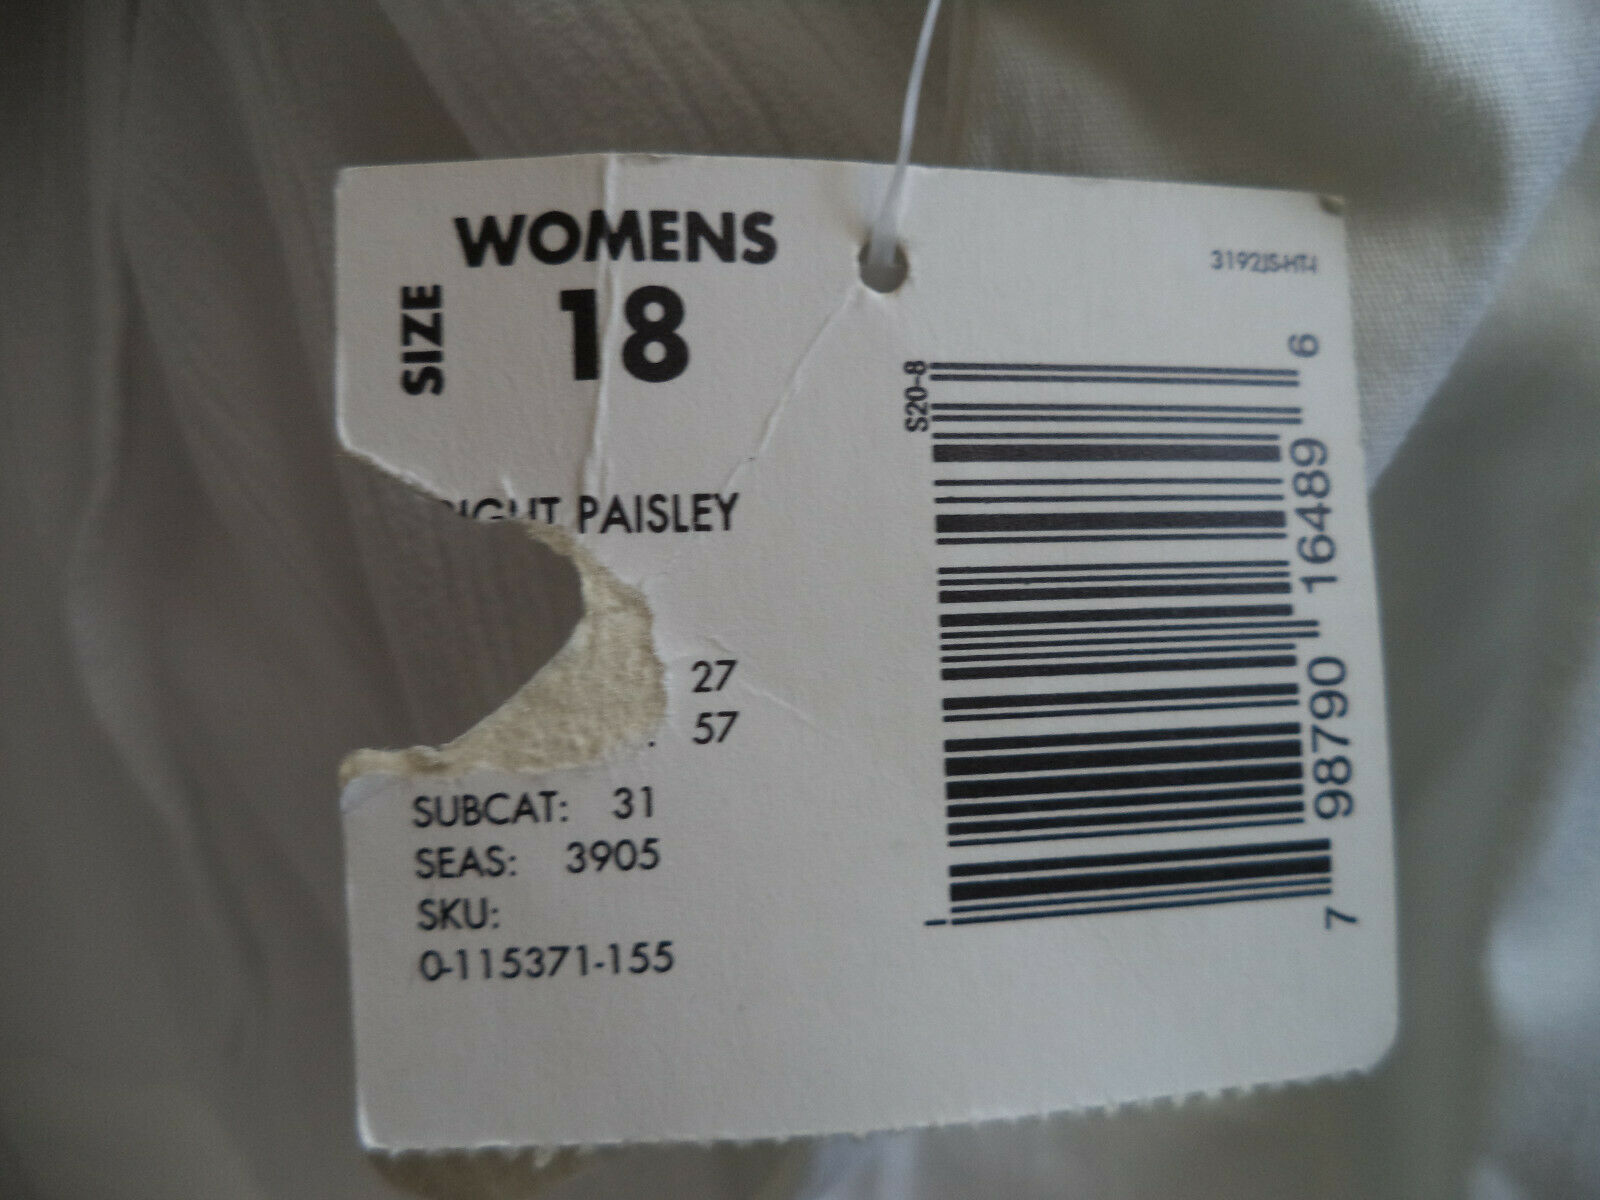 WOMENS
SIZE
18
PAISLEY
27
. 57
SUBCAT: 31
SEAS: 3905
SKU:
0-115371-155
3192JS-HT-I
S20-8
7 98790 16489 6